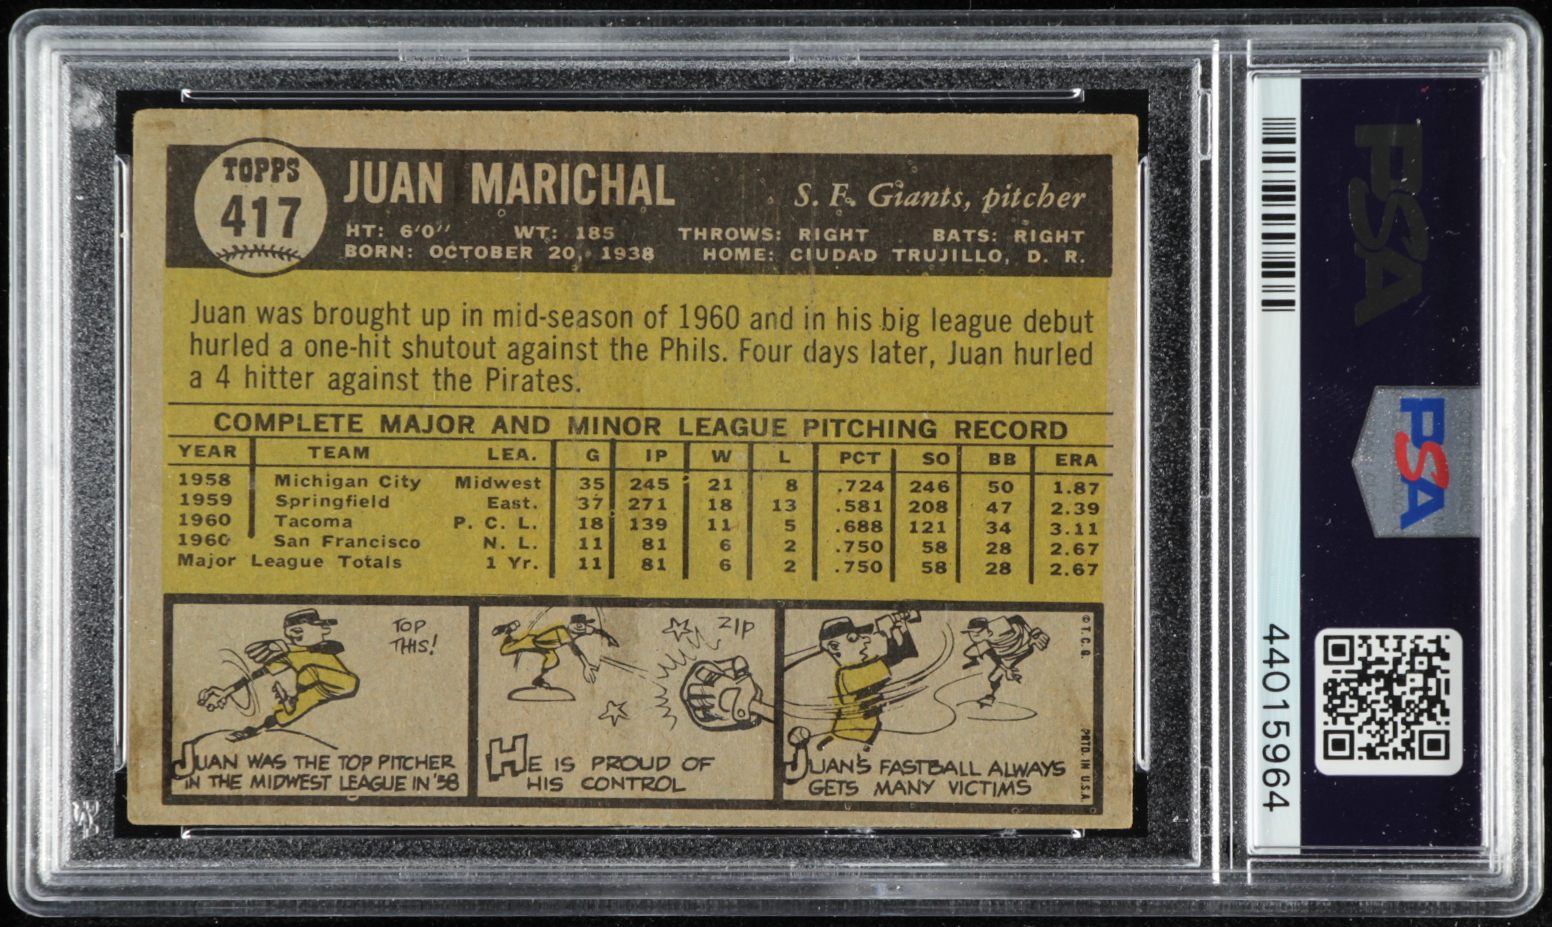 TOPPS
417
JUAN MARICHAL
S. F. Giants, pitcher
HT: 6'0" WT: 185 THROWS: RIGHT BATS: RIGHT
BORN: OCTOBER 20, 1938 HOME: CIUDAD TRUJILLO, D. R.
Juan was brought up in mid-season of 1960 and in his big league debut
hurled a one-hit shutout against the Phils. Four days later, Juan hurled
a 4 hitter against the Pirates.
COMPLETE MAJOR AND MINOR LEAGUE PITCHING RECORD
YEAR TEAM LEA. G IP W L PCT SO BB ERA
1958 Michigan City Midwest 35 245 21 8 .724 246 50 1.87
1959 Springfield East. 37 271 18 13 .581 208 47 2.39
1960 Tacoma P. C. L. 18 139 11 5 .688 121 34 3.11
1960 San Francisco N. L. 11 81 6 2 .750 58 28 2.67
Major League Totals 1 Yr. 11 81 6 2 .750 58 28 2.67
TOP
THIS!
JUAN WAS THE TOP PITCHER
IN THE MIDWEST LEAGUE IN '58
ZIP
HE IS PROUD OF
HIS CONTROL
JUAN'S FASTBALL ALWAYS
GETS MANY VICTIMS
© T. C. G.
PRTD. IN U.S.A.
PSA
PSA
44015964